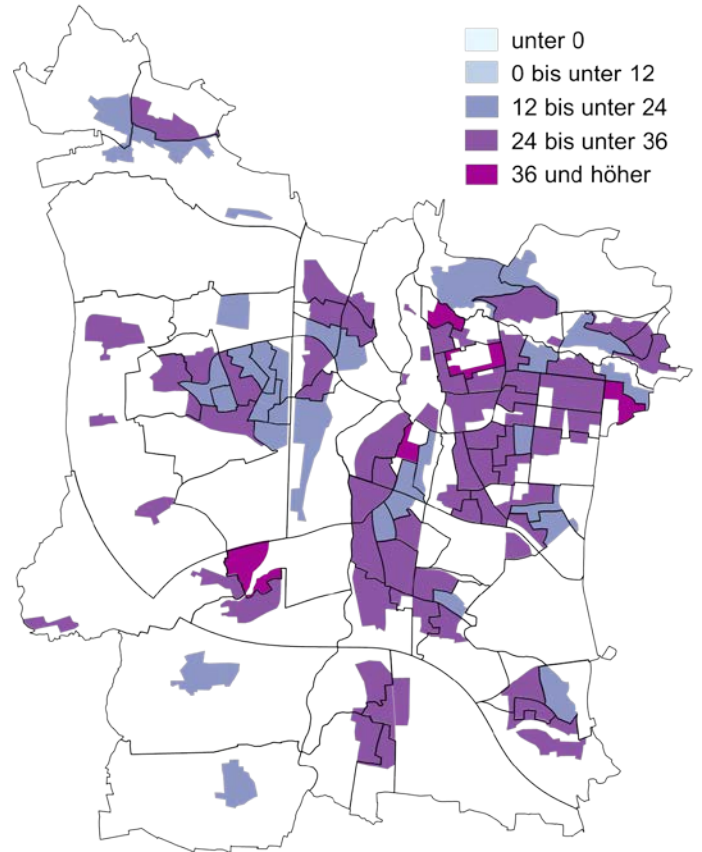 unter 0
0 bis unter 12
12 bis unter 24
24 bis unter 36
36 und höher